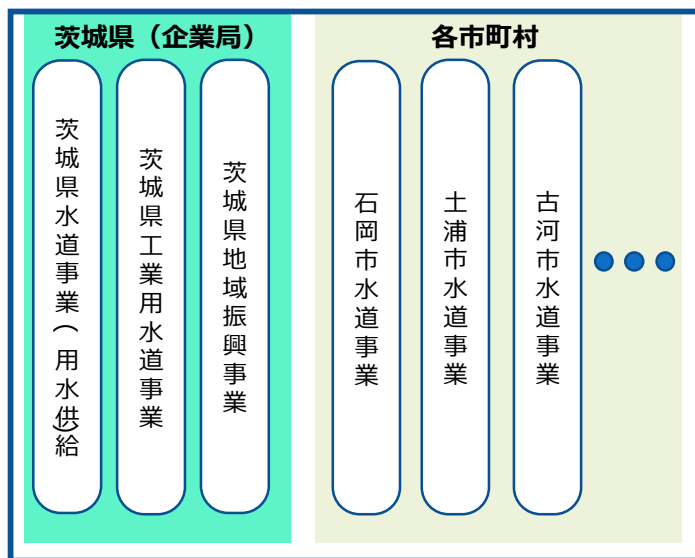 茨城県（企業局）
茨城県水道事業（用水供給）
茨城県工業用水道事業
茨城県地域振興事業
各市町村
石岡市水道事業
土浦市水道事業
古河市水道事業